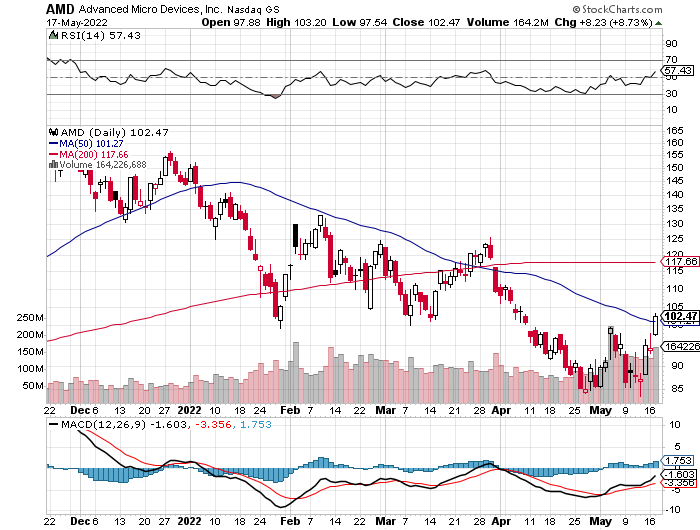 AMD Advanced Micro Devices, Inc. Nasdaq GS © StockCharts.com
17-May-2022 Open 97.88 High 103.20 Low 97.54 Close 102.47 Volume 164.2M Chg +8.23 (+8.73%)
RSI(14) 57.43
90
70
57.43
50
30
10
AMD (Daily) 102.47
MA(50) 101.27
MA(200) 117.66
Volume 164,226,688
165
160
155
150
145
140
135
130
125
120
117.66
115
110
105
102.47
164226
90
85
250M
200M
150M
100M
50M
22 Dec 6 13 20 27 2022 10 18 24 Feb 7 14 22 Mar 7 14 21 28 Apr 11 18 25 May 9 16
MACD(12,26,9) -1.603, -3.356, 1.753
10
5
1.753
-1.603
-3.356
-5
-10
22 Dec 6 13 20 27 2022 10 18 24 Feb 7 14 22 Mar 7 14 21 28 Apr 11 18 25 May 9 16